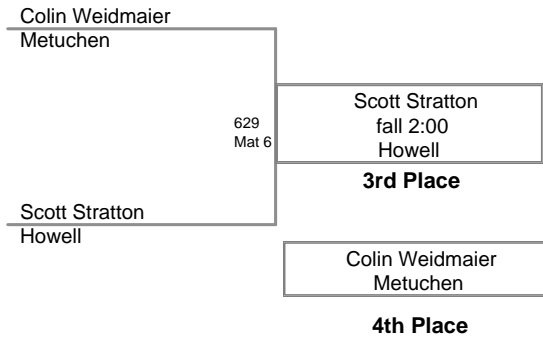 Colin Weidmaier
Metuchen
629
Mat 6
Scott Stratton
fall 2:00
Howell
3rd Place
Scott Stratton
Howell
Colin Weidmaier
Metuchen
4th Place